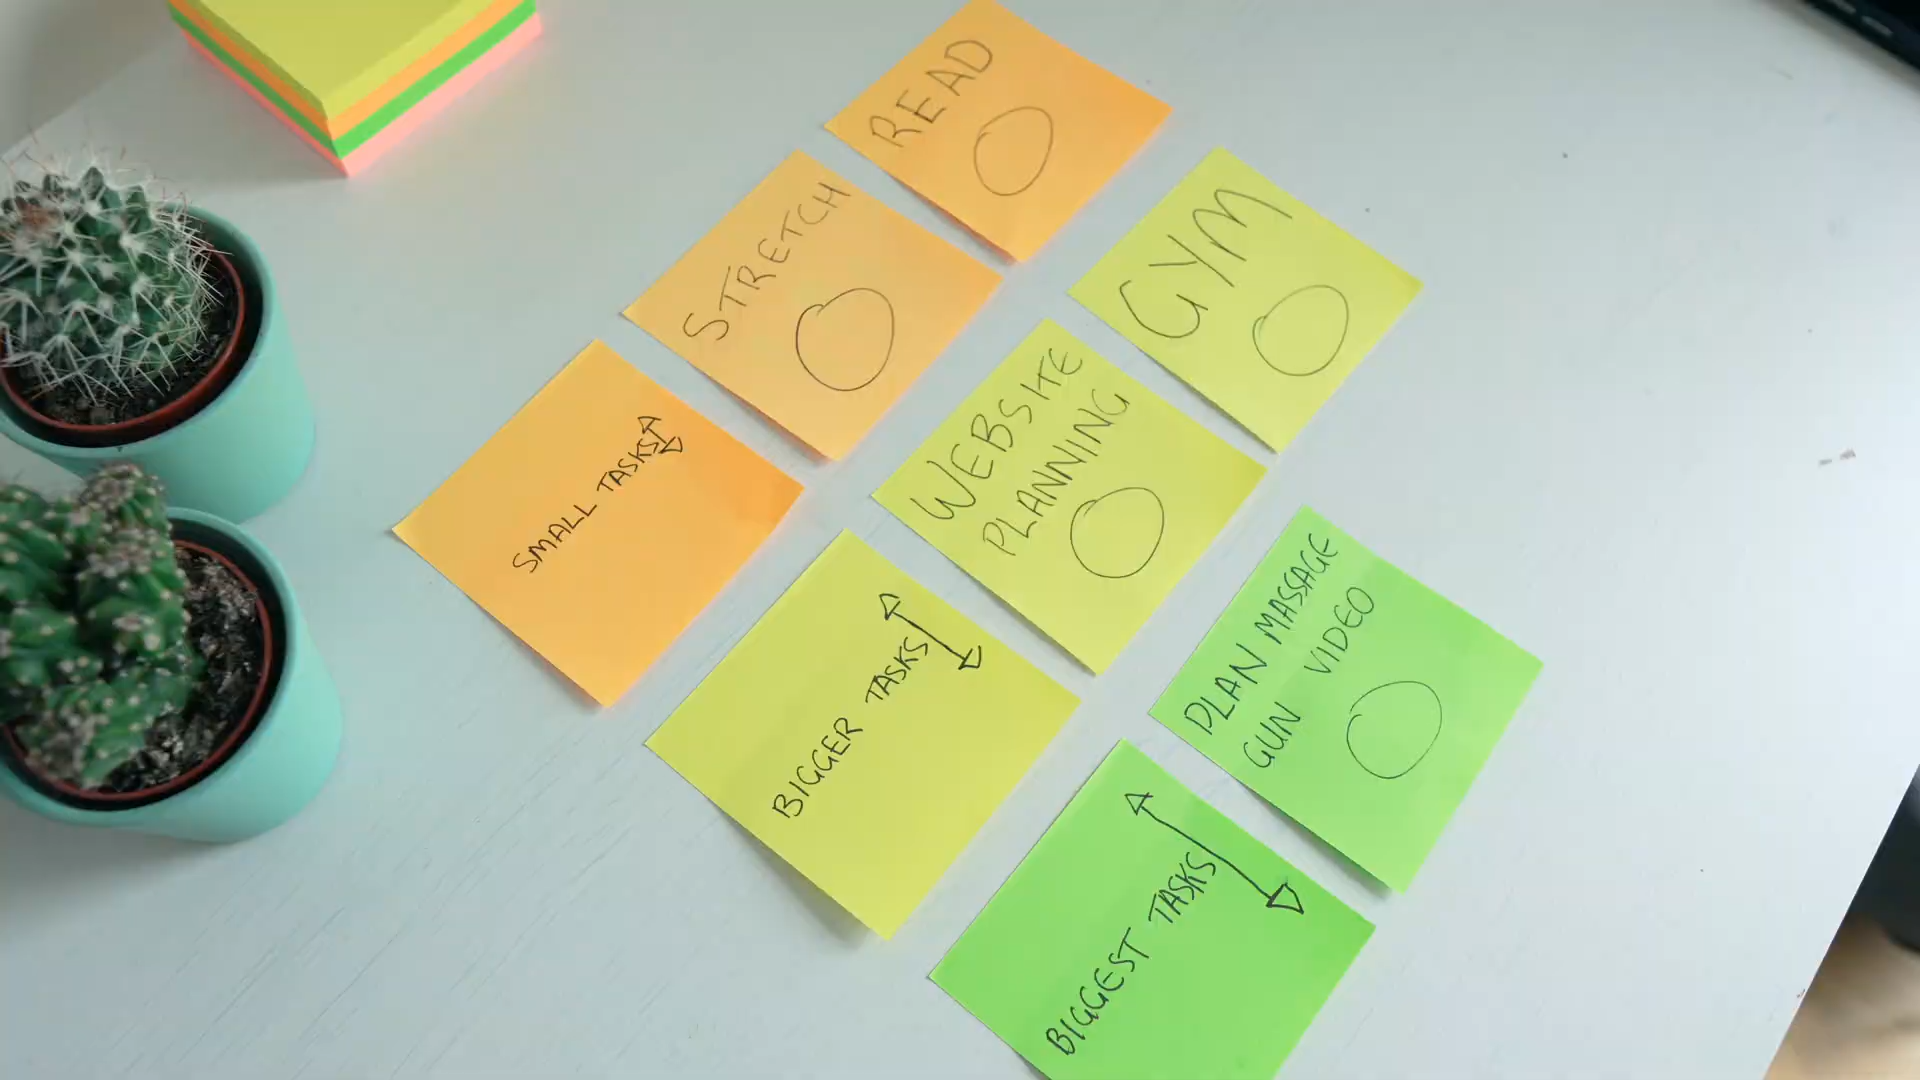 SMALL TASKS
STRETCH
READ
BIGGER TASKS
WEBSITE
PLANNING
GYM
BIGGEST TASKS
PLAN MASSAGE
GUN VIDEO